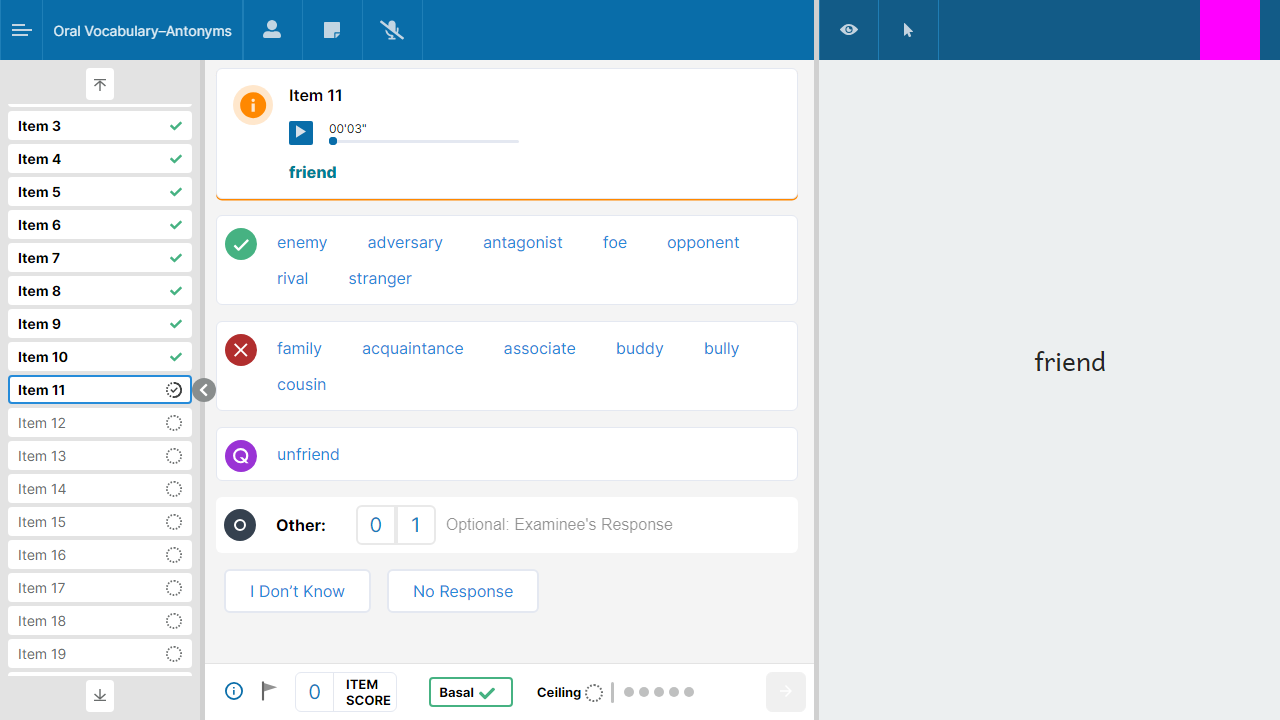 Oral Vocabulary–Antonyms
Item 3
Item 4
Item 5
Item 6
Item 7
Item 8
Item 9
Item 10
Item 11
Item 12
Item 13
Item 14
Item 15
Item 16
Item 17
Item 18
Item 19
Item 11
00'03"
friend
enemy adversary antagonist foe opponent
rival stranger
family acquaintance associate buddy bully
cousin
Q unfriend
Other: 0 1 Optional: Examinee's Response
I Don't Know No Response
0 ITEM SCORE Basal Ceiling
friend